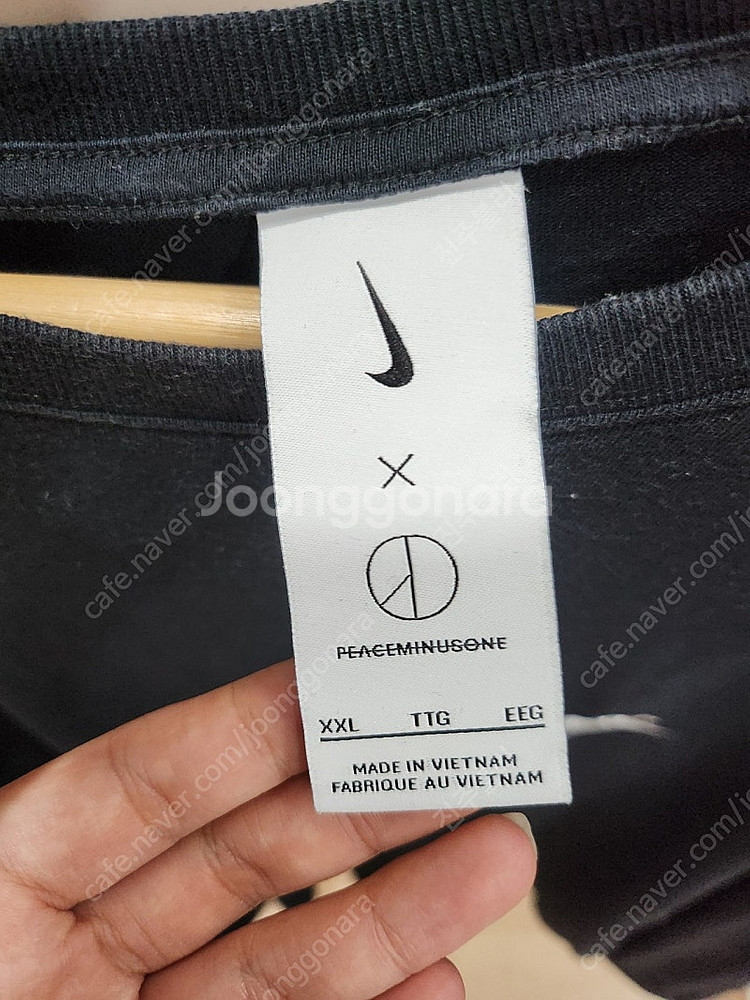 X
PEACEMINUSONE
XXL TTG EEG
MADE IN VIETNAM
FABRIQUE AU VIETNAM
Joonggonara
cafe.naver.com/joonggonara